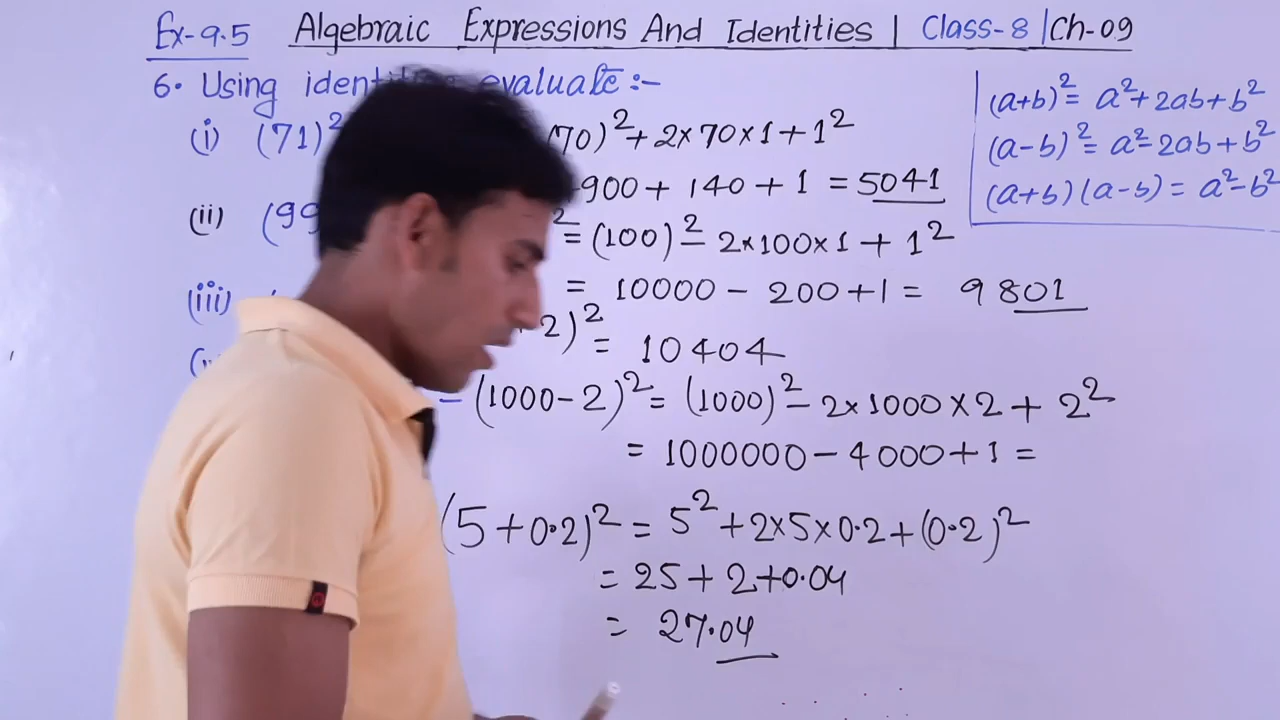 Ex-9.5 Algebraic Expressions And Identities | Class-8 | Ch-09
6. Using evaluate :-
(a+b)² = a²+2ab+b²
(a-b)² = a²-2ab+b²
(a+b)(a-b) = a²-b²
(i) (71)² 70)²+2×70×1+1²
900+140+1 = 5041
(ii) (99 ² = (100)² - 2×100×1+1²
(iii) = 10000-200+1 = 9801
2)² = 10404
- (1000-2)² = (1000)² - 2×1000×2+2²
= 1000000-4000+1 =
(5+0.2)² = 5²+2×5×0.2+(0.2)²
= 25+2+0.04
= 27.04